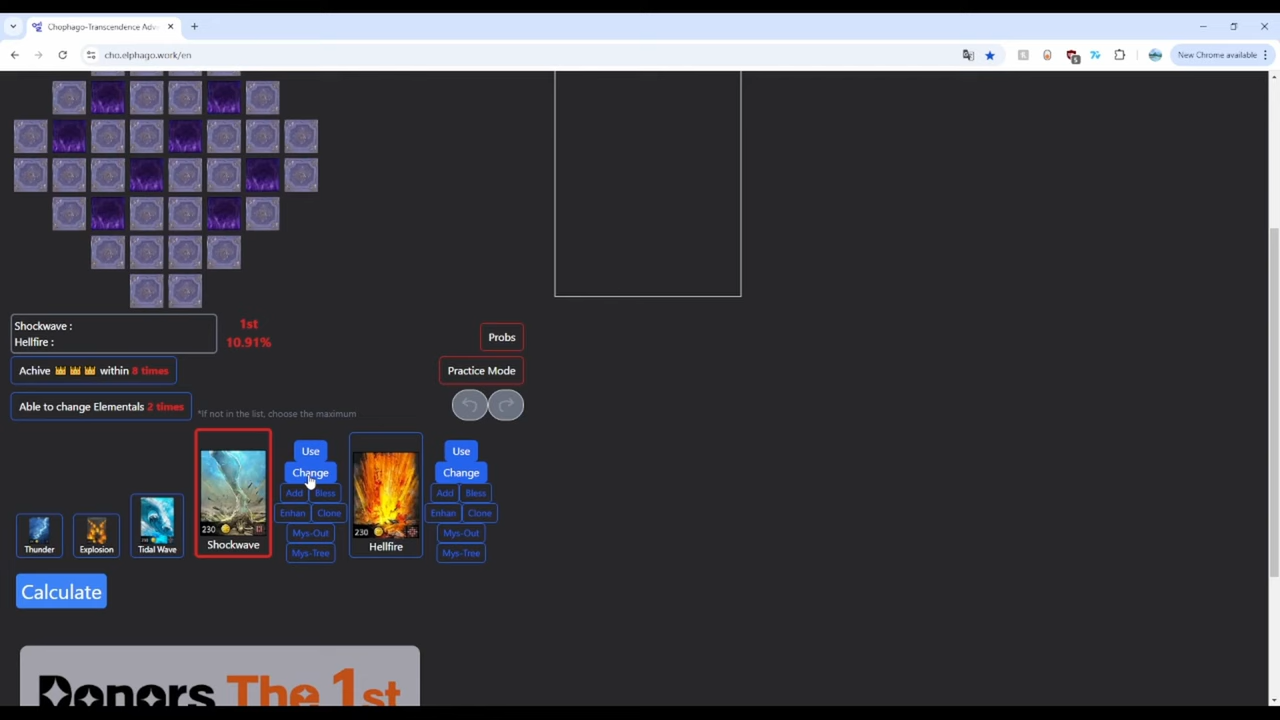 Chophago-Transcendence Adv
cho.elphago.work/en
New Chrome available
Shockwave :
Hellfire :
1st
10.91%
Probs
Achive within 8 times
Practice Mode
Able to change Elementals 2 times
*If not in the list, choose the maximum
Use
Use
Change
Change
Add Bless
Add Bless
Enhan Clone
Enhan Clone
Mys-Out
Mys-Out
Mys-Tree
Mys-Tree
230
230
Thunder
Explosion
Tidal Wave
Shockwave
Hellfire
Calculate
Donors The 1st